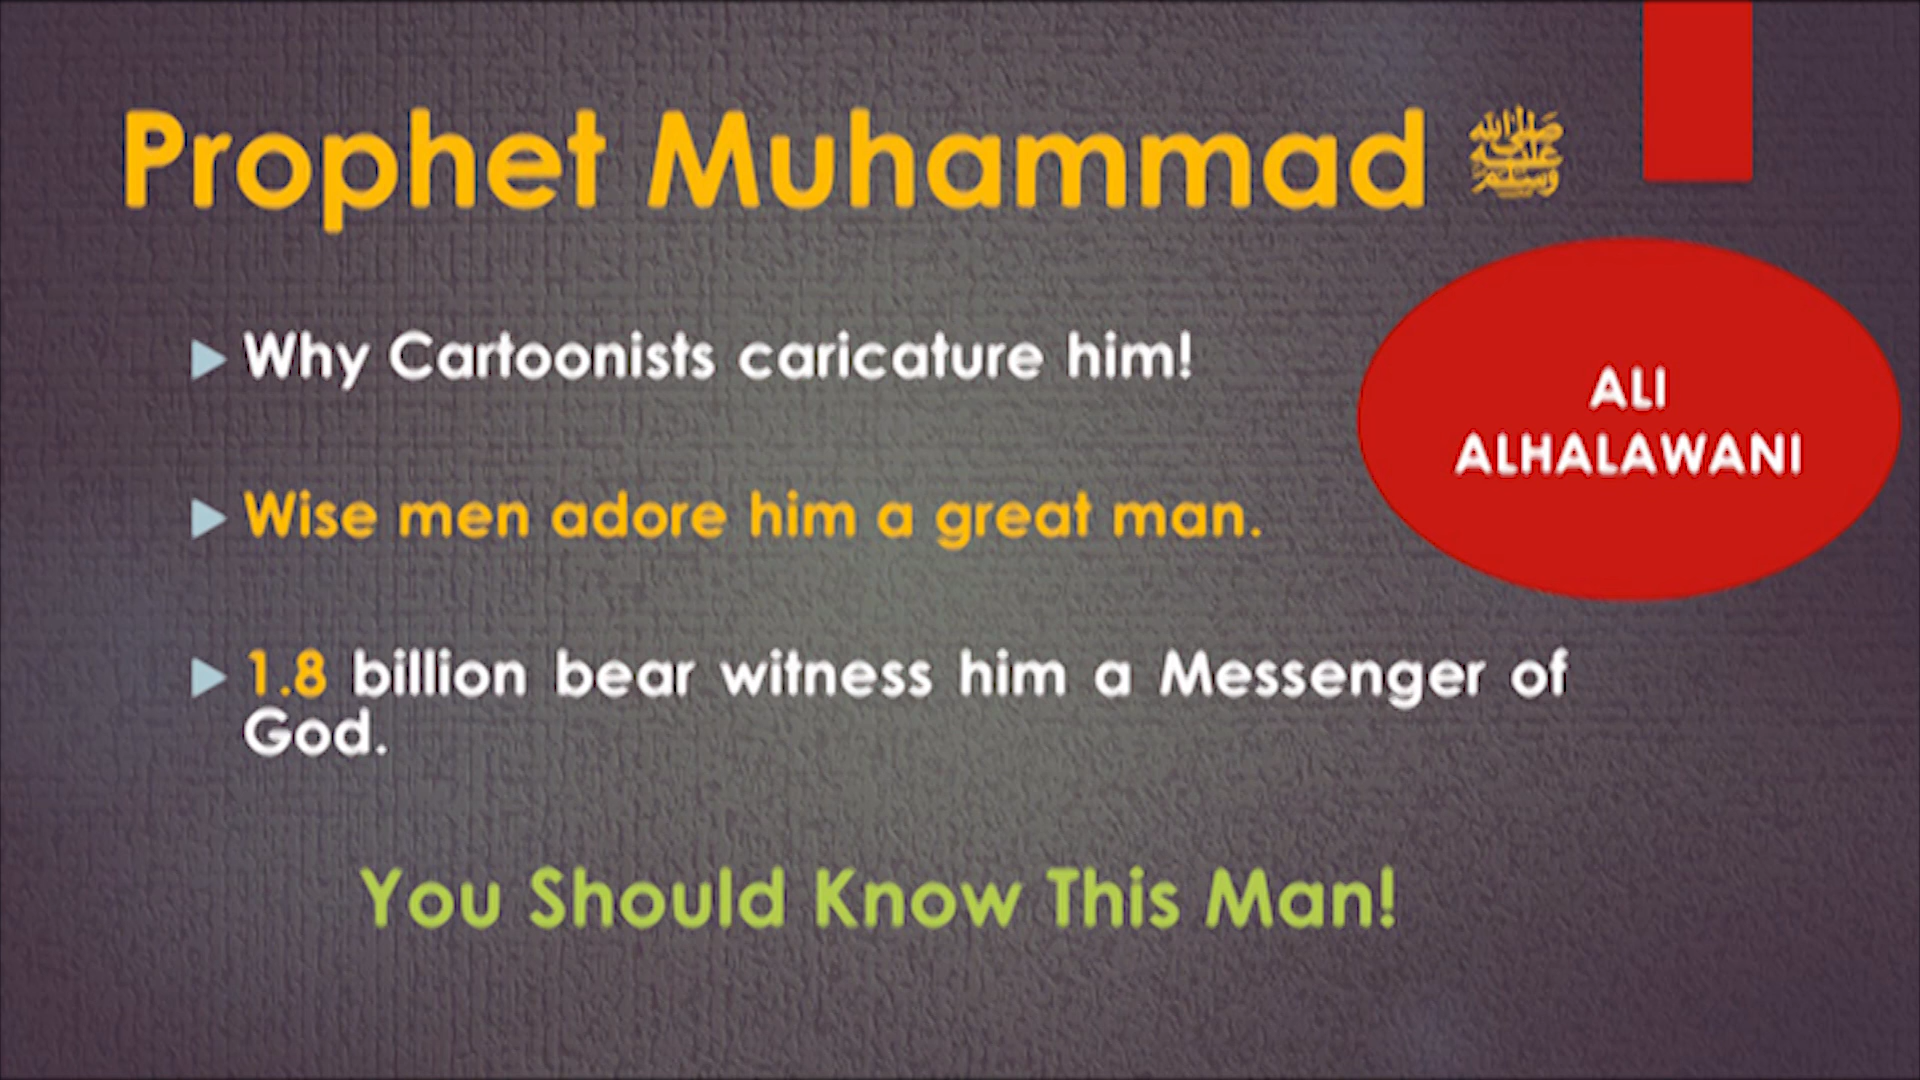 Prophet Muhammad ﷺ
Why Cartoonists caricature him!
ALI
ALHALAWANI
Wise men adore him a great man.
1.8 billion bear witness him a Messenger of
God.
You Should Know This Man!